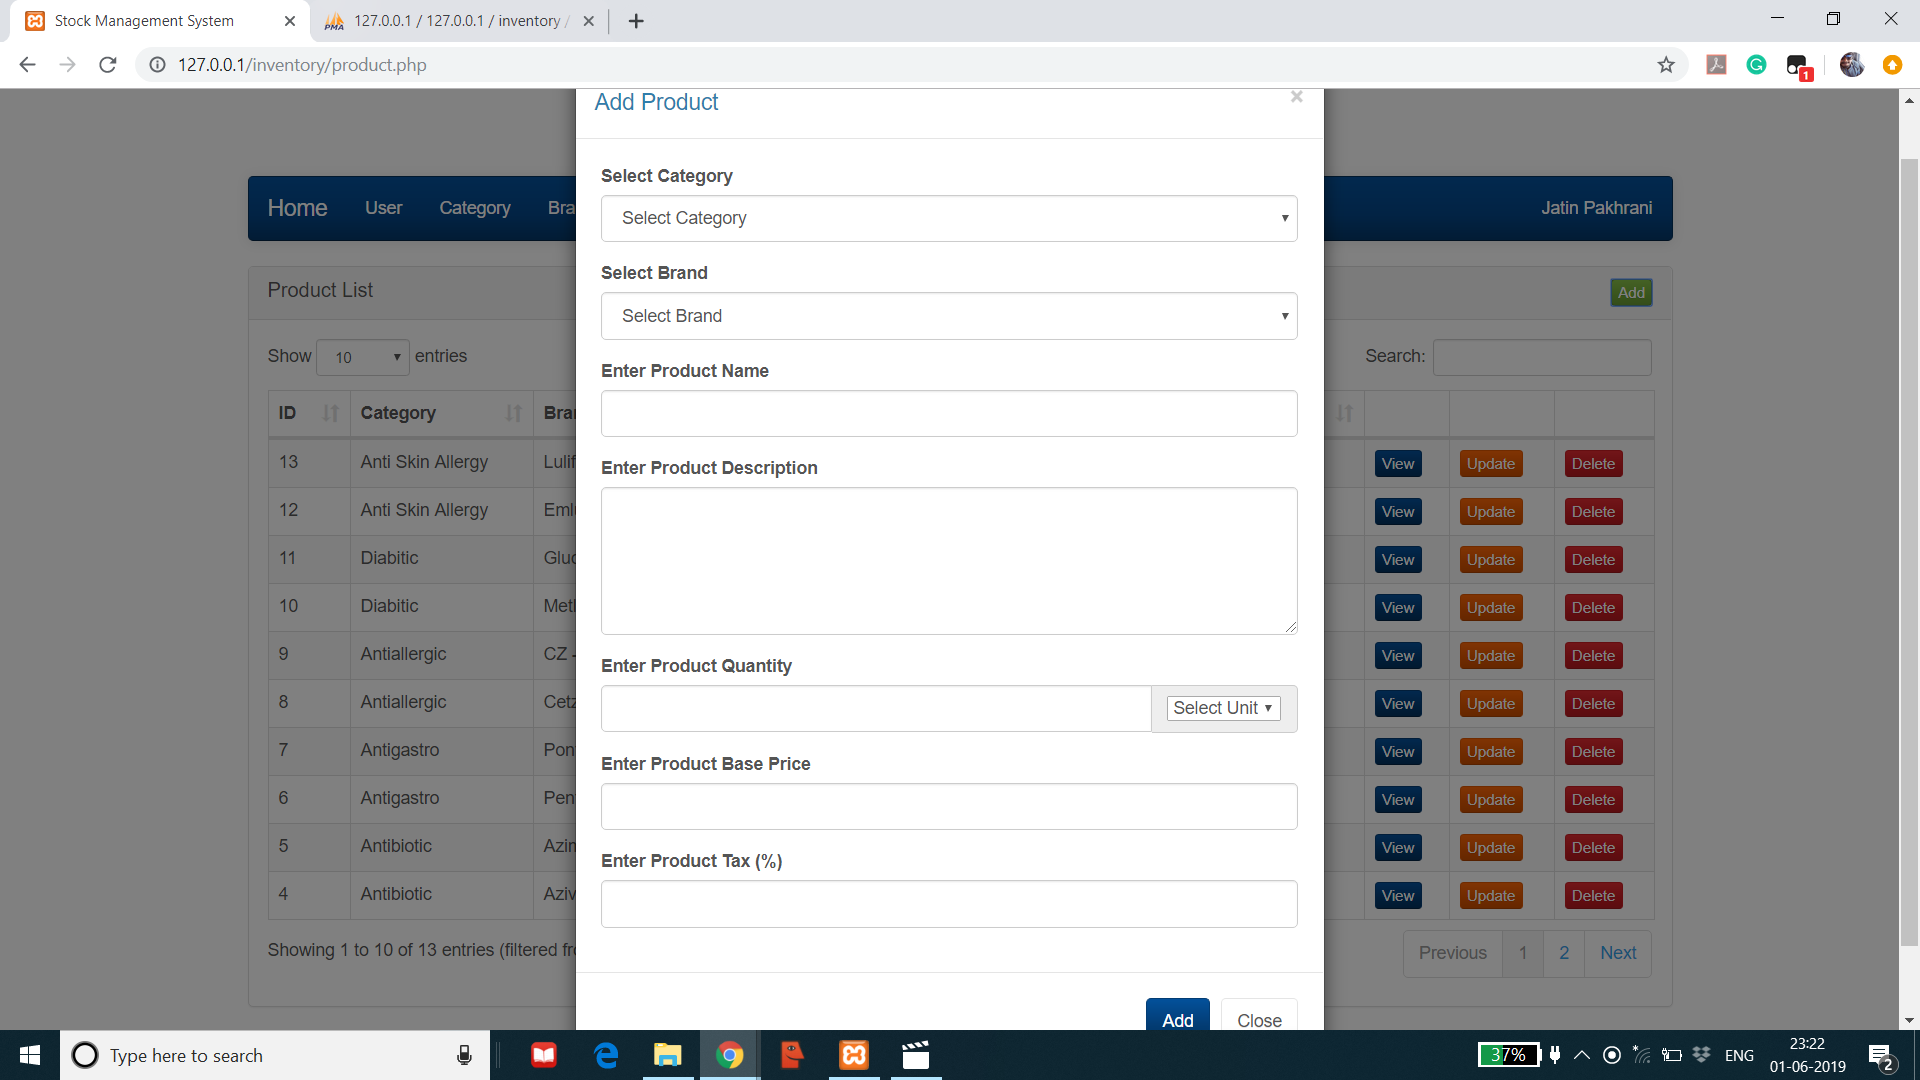 Stock Management System
127.0.0.1 / 127.0.0.1 / inventory /
127.0.0.1/inventory/product.php
1
Add Product
×
Home User Category Bra Jatin Pakhrani
Select Category
Select Category
Product List Add
Select Brand
Select Brand
Show 10 entries Search:
Enter Product Name
ID Category Bra
13 Anti Skin Allergy Lulif View Update Delete
Enter Product Description
12 Anti Skin Allergy Eml View Update Delete
11 Diabitic Gluc View Update Delete
10 Diabitic Met View Update Delete
9 Antiallergic CZ - View Update Delete
Enter Product Quantity
Select Unit
8 Antiallergic Cetz View Update Delete
7 Antigastro Pon View Update Delete
Enter Product Base Price
6 Antigastro Pen View Update Delete
5 Antibiotic Azin View Update Delete
Enter Product Tax (%)
4 Antibiotic Aziv View Update Delete
Showing 1 to 10 of 13 entries (filtered fr Previous 1 2 Next
Add Close
Type here to search
37% ENG
23:22
01-06-2019
2